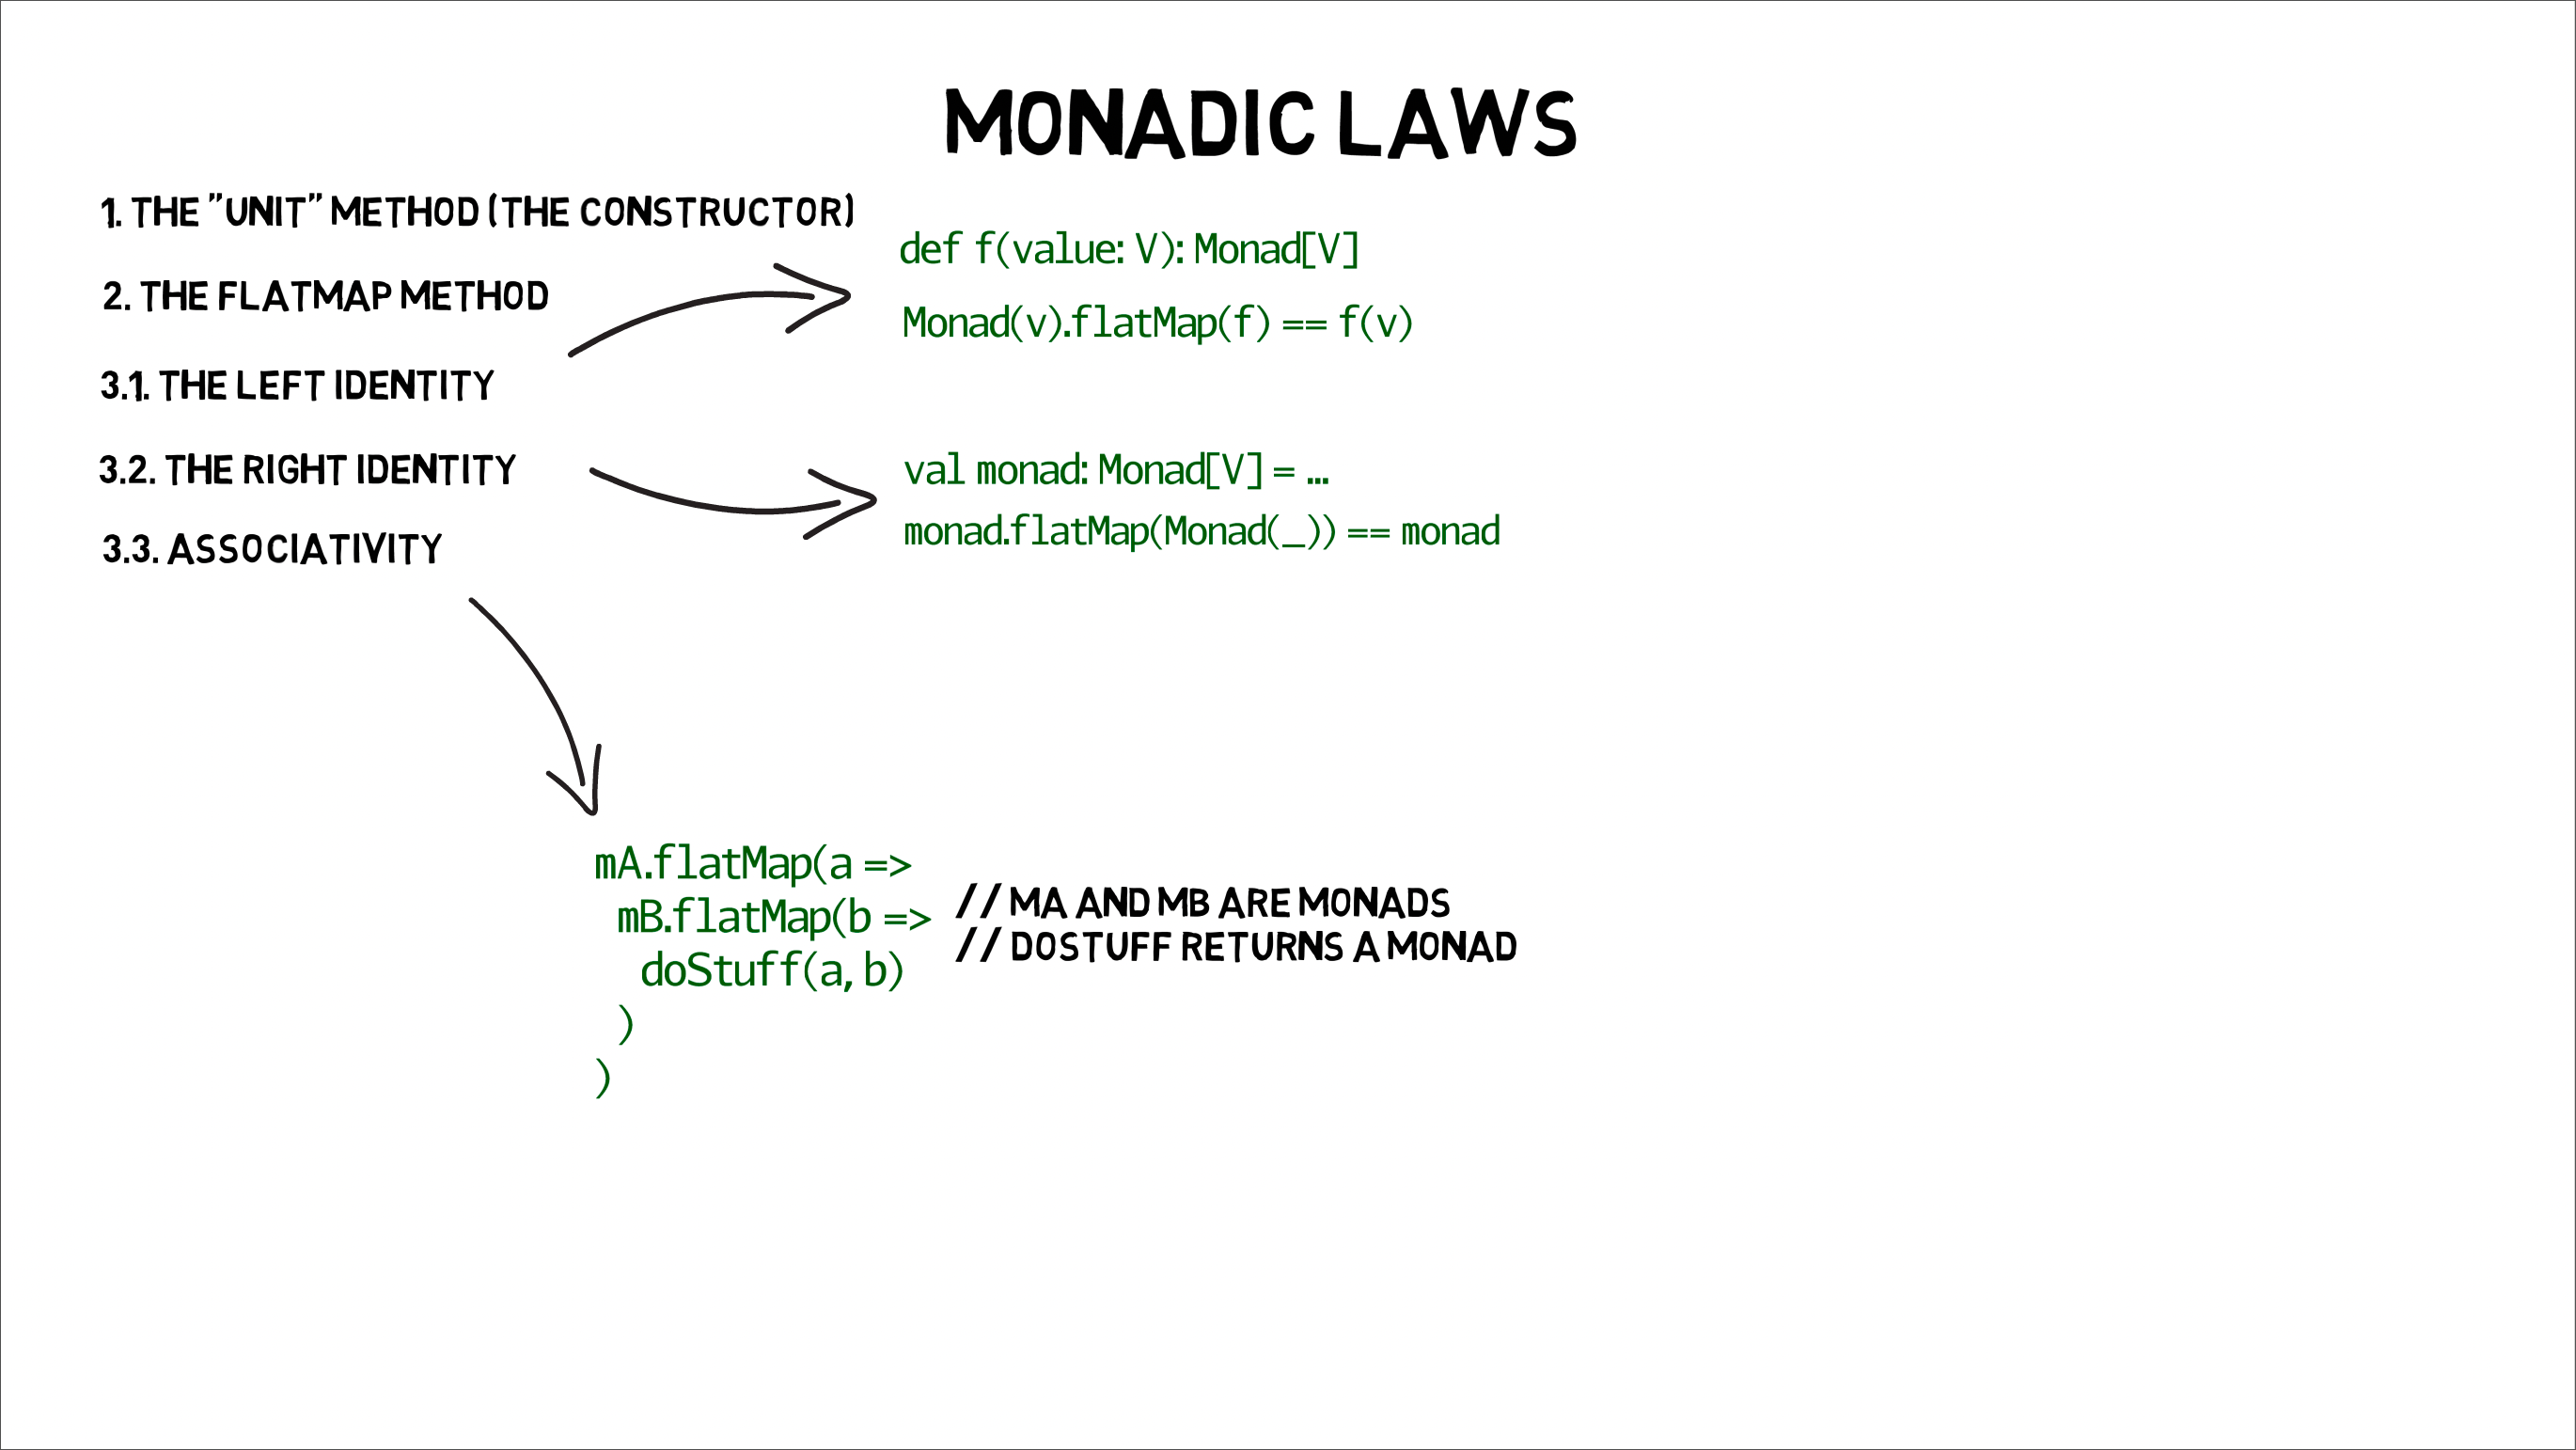 MONADIC LAWS
1. THE "UNIT" METHOD (THE CONSTRUCTOR)
2. THE FLATMAP METHOD
3.1. THE LEFT IDENTITY
3.2. THE RIGHT IDENTITY
3.3. ASSOCIATIVITY
def f(value: V): Monad[V]
Monad(v).flatMap(f) == f(v)
val monad: Monad[V] = ...
monad.flatMap(Monad(_)) == monad
mA.flatMap(a =>
mB.flatMap(b =>
doStuff(a, b)
)
)
// MA AND MB ARE MONADS
// DOSTUFF RETURNS A MONAD